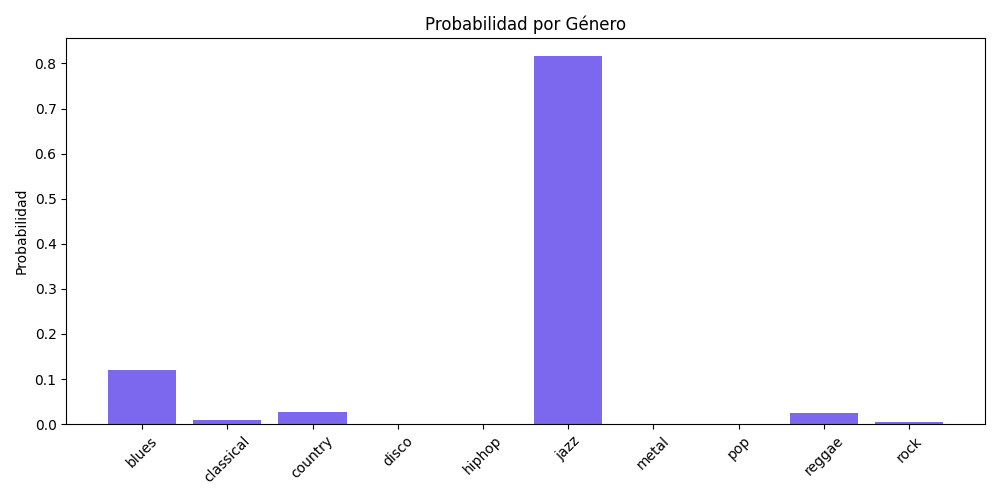 Probabilidad por Género
Probabilidad
0.8
0.7
0.6
0.5
0.4
0.3
0.2
0.1
0.0
blues
classical
country
disco
hiphop
jazz
metal
pop
reggae
rock